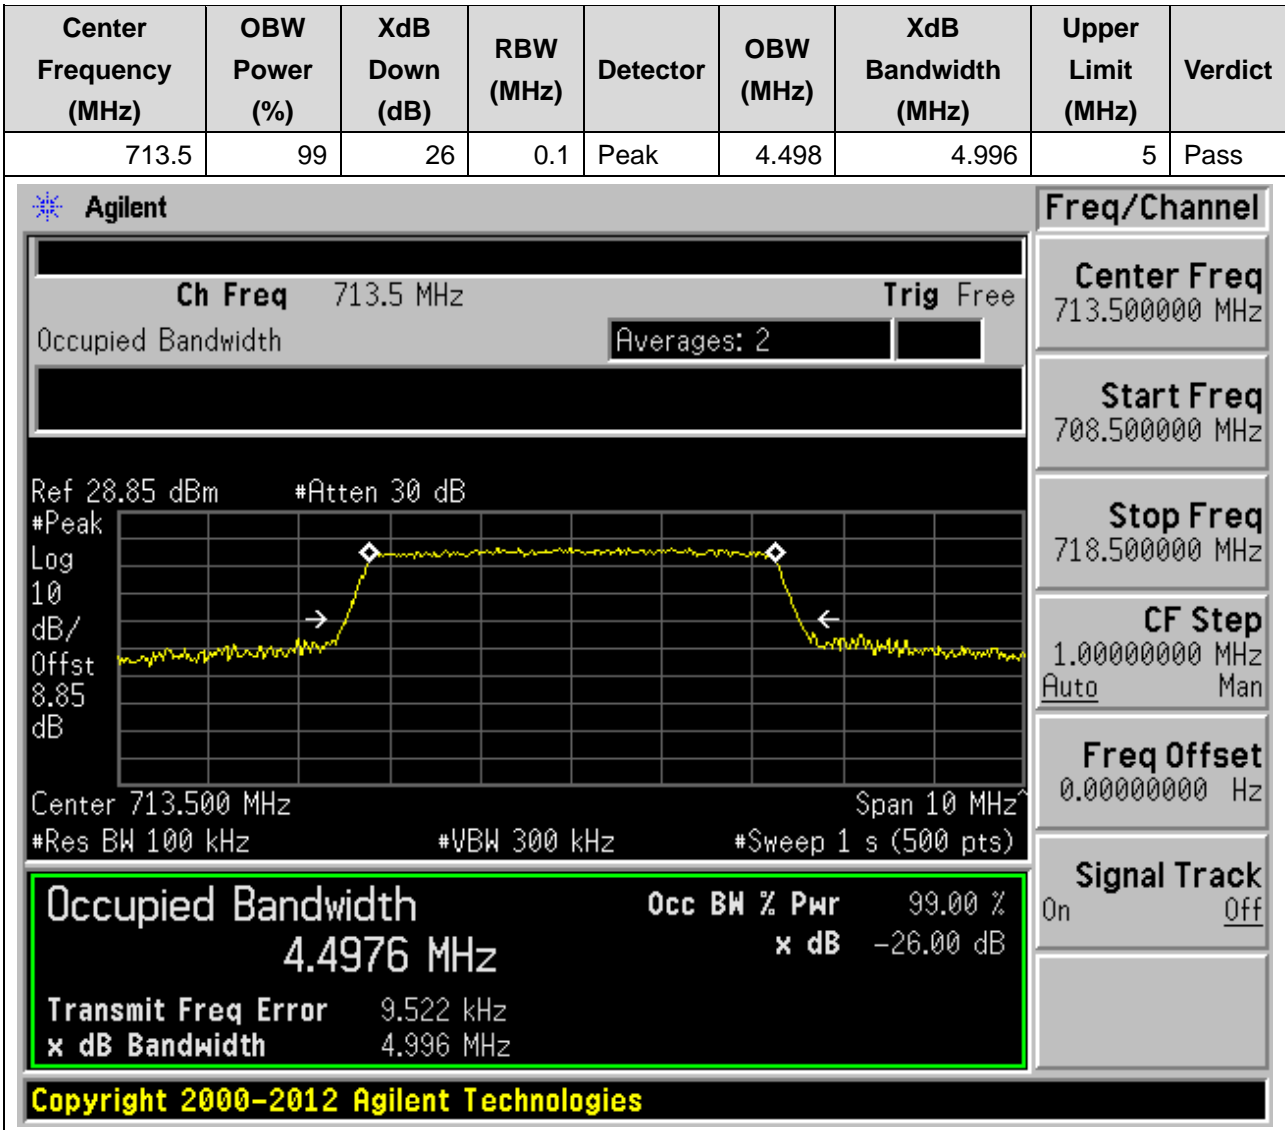 Center Frequency (MHz) OBW Power (%) XdB Down (dB) RBW (MHz) Detector OBW (MHz) XdB Bandwidth (MHz) Upper Limit (MHz) Verdict
713.5 99 26 0.1 Peak 4.498 4.996 5 Pass
Agilent
Freq/Channel
Ch Freq 713.5 MHz Trig Free
Occupied Bandwidth Averages: 2
Center Freq
713.500000 MHz
Start Freq
708.500000 MHz
Stop Freq
718.500000 MHz
CF Step
1.00000000 MHz
Auto Man
Freq Offset
0.00000000 Hz
Signal Track
On Off
Ref 28.85 dBm #Atten 30 dB
#Peak
Log
10
dB/
Offst
8.85
dB
Center 713.500 MHz Span 10 MHz^
#Res BW 100 kHz #VBW 300 kHz #Sweep 1 s (500 pts)
Occupied Bandwidth Occ BW % Pwr 99.00 %
4.4976 MHz x dB -26.00 dB
Transmit Freq Error 9.522 kHz
x dB Bandwidth 4.996 MHz
Copyright 2000-2012 Agilent Technologies